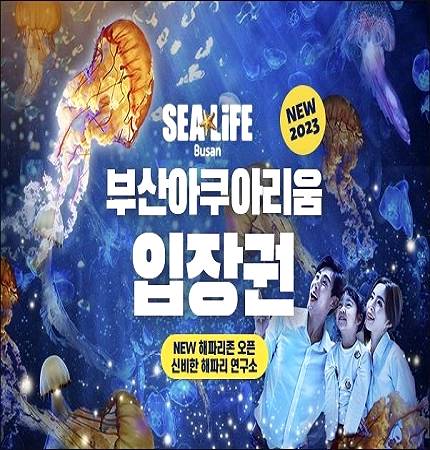 SEA LiFE
Busan
NEW
2023
부산아쿠아리움
입장권
NEW 해파리존 오픈
신비한 해파리 연구소